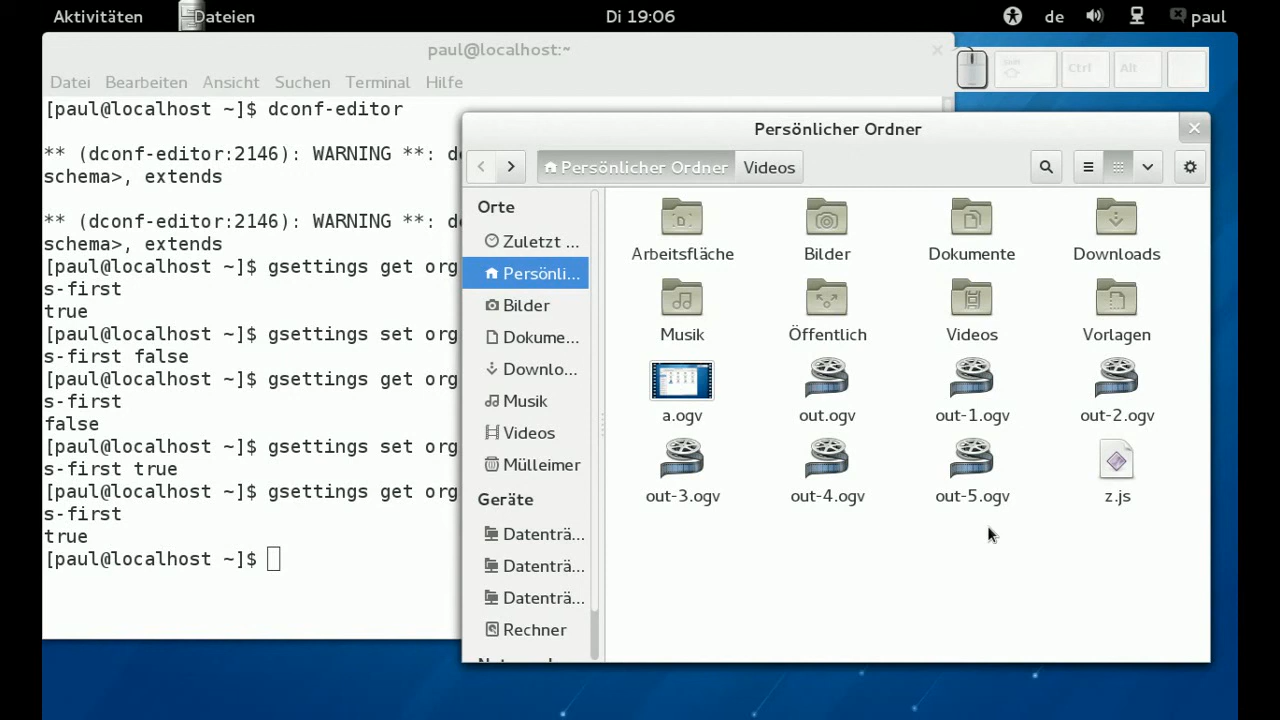 Aktivitäten Dateien Di 19:06 de paul
paul@localhost:~
Datei Bearbeiten Ansicht Suchen Terminal Hilfe
Ctrl Alt
[paul@localhost ~]$ dconf-editor
** (dconf-editor:2146): WARNING **:
schema>, extends
** (dconf-editor:2146): WARNING **:
schema>, extends
[paul@localhost ~]$ gsettings get org
s-first
true
[paul@localhost ~]$ gsettings set org
s-first false
[paul@localhost ~]$ gsettings get org
s-first
false
[paul@localhost ~]$ gsettings set org
s-first true
[paul@localhost ~]$ gsettings get org
s-first
true
[paul@localhost ~]$
Persönlicher Ordner
Persönlicher Ordner Videos
Orte
Zuletzt ...
Persönli...
Bilder
Dokume...
Downlo...
Musik
Videos
Mülleimer
Geräte
Datenträ...
Datenträ...
Datenträ...
Rechner
Arbeitsfläche Bilder Dokumente Downloads
Musik Öffentlich Videos Vorlagen
a.ogv out.ogv out-1.ogv out-2.ogv
out-3.ogv out-4.ogv out-5.ogv z.js